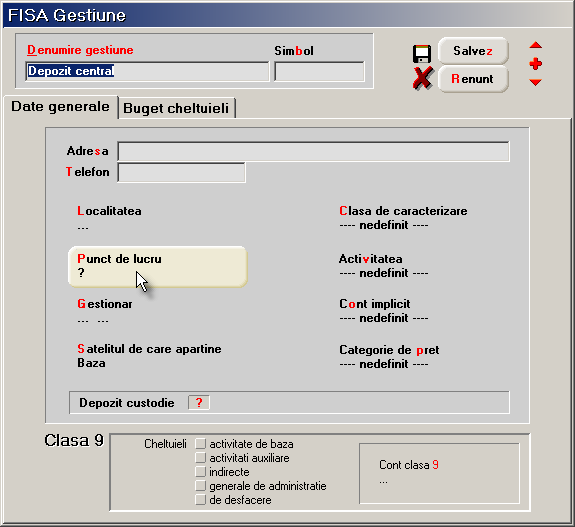 FISA Gestiune
Denumire gestiune
Simbol
Depozit central
Salvez
Renunt
Date generale
Buget cheltuieli
Adresa
Telefon
Localitatea
...
Clasa de caracterizare
---- nedefinit ----
Punct de lucru
?
Activitatea
---- nedefinit ----
Gestionar
... ...
Cont implicit
---- nedefinit ----
Satelitul de care apartine
Baza
Categorie de pret
---- nedefinit ----
Depozit custodie ?
Clasa 9
Cheltuieli
activitate de baza
activitati auxiliare
indirecte
generale de administratie
de desfacere
Cont clasa 9
...